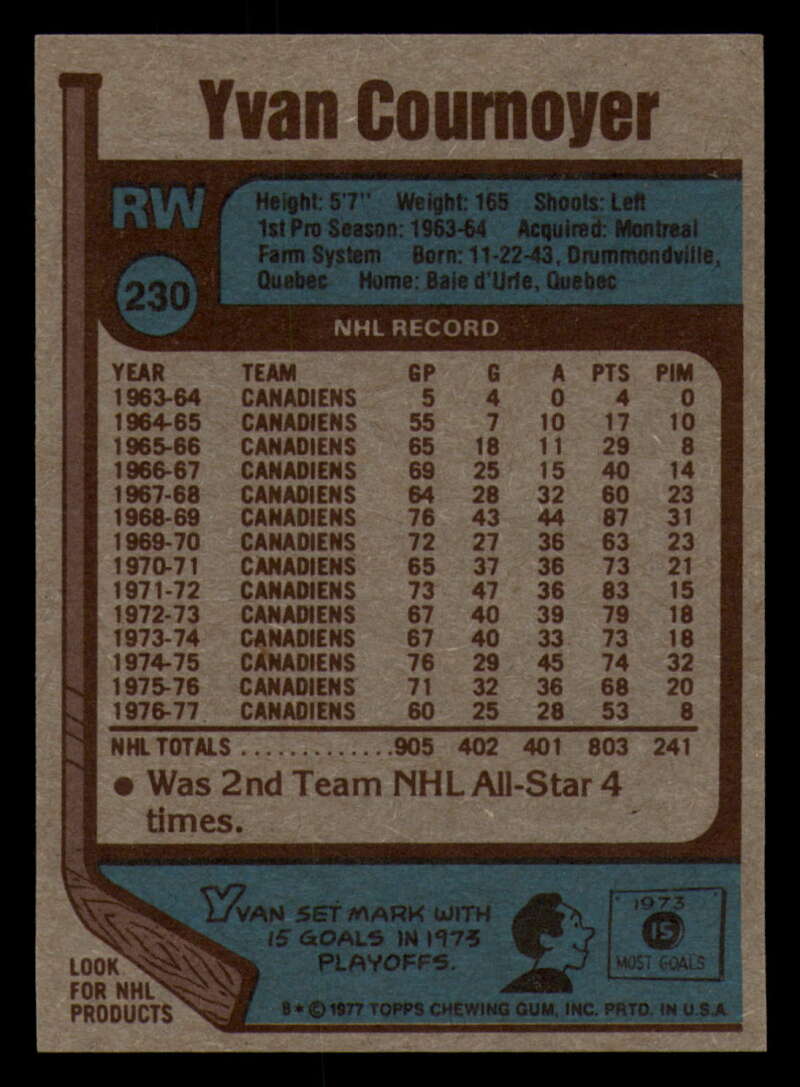 Yvan Cournoyer
RW
230
Height: 5'7" Weight: 165 Shoots: Left
1st Pro Season: 1963-64 Acquired: Montreal
Farm System Born: 11-22-43, Drummondville,
Quebec Home: Baie d'Urfe, Quebec
NHL RECORD
YEAR TEAM GP G A PTS PIM
1963-64 CANADIENS 5 4 0 4 0
1964-65 CANADIENS 55 7 10 17 10
1965-66 CANADIENS 65 18 11 29 8
1966-67 CANADIENS 69 25 15 40 14
1967-68 CANADIENS 64 28 32 60 23
1968-69 CANADIENS 76 43 44 87 31
1969-70 CANADIENS 72 27 36 63 23
1970-71 CANADIENS 65 37 36 73 21
1971-72 CANADIENS 73 47 36 83 15
1972-73 CANADIENS 67 40 39 79 18
1973-74 CANADIENS 67 40 33 73 18
1974-75 CANADIENS 76 29 45 74 32
1975-76 CANADIENS 71 32 36 68 20
1976-77 CANADIENS 60 25 28 53 8
NHL TOTALS ..............905 402 401 803 241
● Was 2nd Team NHL All-Star 4
times.
YVAN SET MARK WITH
15 GOALS IN 1973
PLAYOFFS.
1973
15
MOST GOALS
LOOK
FOR NHL
PRODUCTS
B * © 1977 TOPPS CHEWING GUM, INC. PRTD. IN U.S.A.